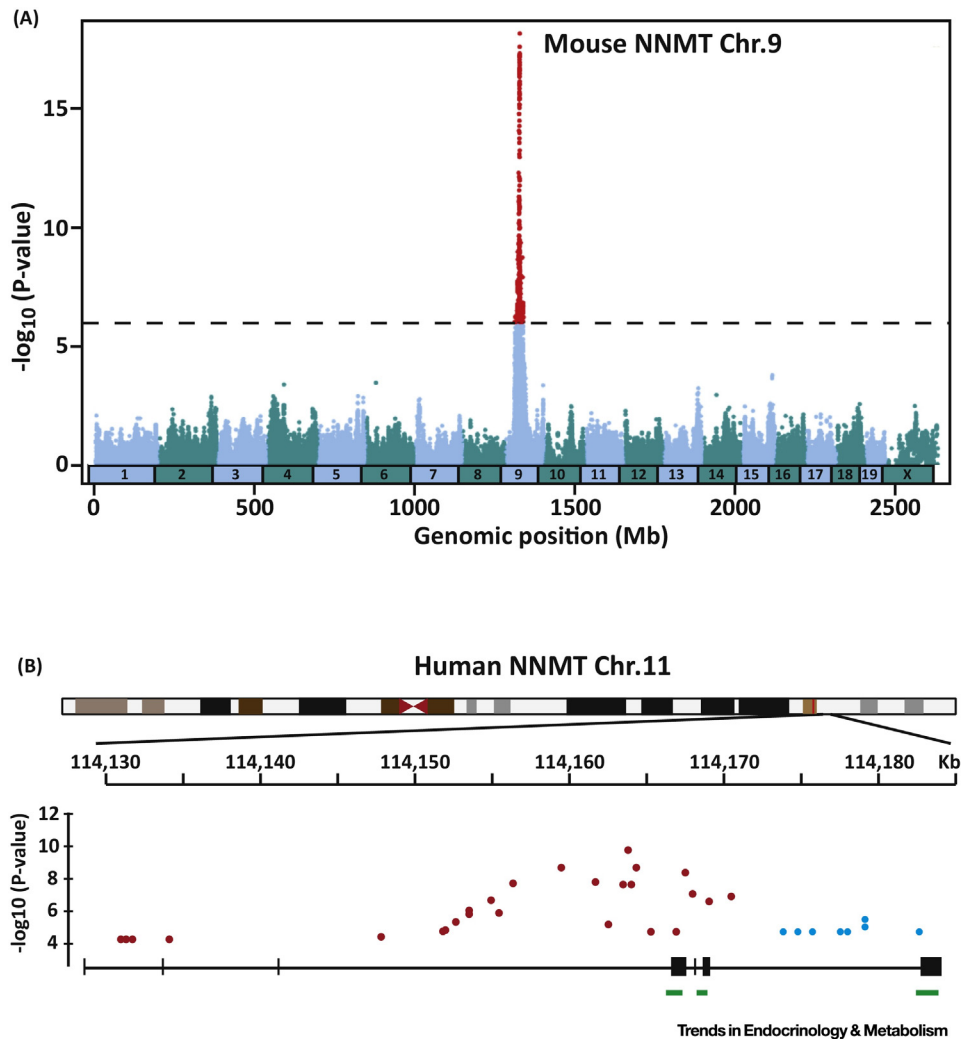 (A)
Mouse NNMT Chr.9
15
10
5
0
-log10 (P-value)
1 2 3 4 5 6 7 8 9 10 11 12 13 14 15 16 17 18 19 X
0 500 1000 1500 2000 2500
Genomic position (Mb)
(B)
Human NNMT Chr.11
114,130 114,140 114,150 114,160 114,170 114,180 Kb
12
10
8
6
4
-log10 (P-value)
Trends in Endocrinology & Metabolism